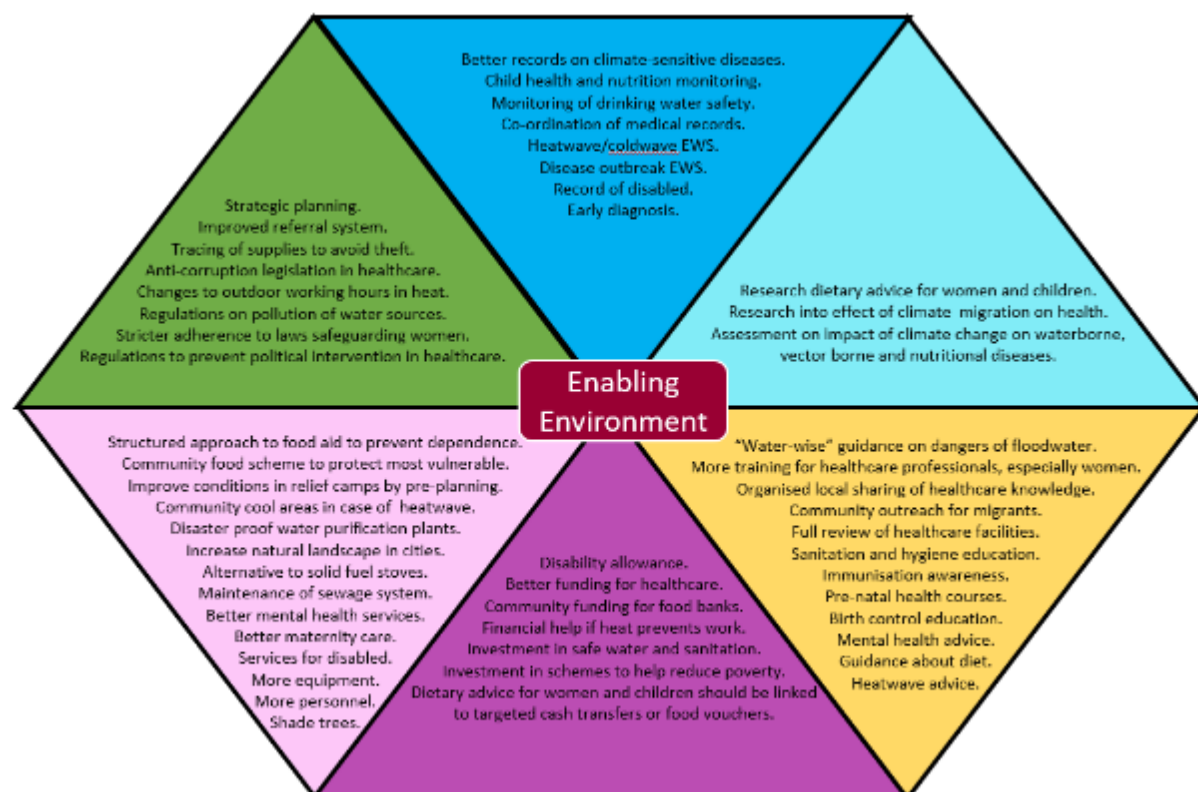 Better records on climate-sensitive diseases.
Child health and nutrition monitoring.
Monitoring of drinking water safety.
Co-ordination of medical records.
Heatwave/coldwave EWS.
Disease outbreak EWS.
Record of disabled.
Early diagnosis.
Strategic planning.
Improved referral system.
Tracing of supplies to avoid theft.
Anti-corruption legislation in healthcare.
Changes to outdoor working hours in heat.
Regulations on pollution of water sources.
Stricter adherence to laws safeguarding women.
Regulations to prevent political intervention in healthcare.
Research dietary advice for women and children.
Research into effect of climate migration on health.
Assessment on impact of climate change on waterborne,
vector borne and nutritional diseases.
Enabling
Environment
Structured approach to food aid to prevent dependence.
Community food scheme to protect most vulnerable.
Improve conditions in relief camps by pre-planning.
Community cool areas in case of heatwave.
Disaster proof water purification plants.
Increase natural landscape in cities.
Alternative to solid fuel stoves.
Maintenance of sewage system.
Better mental health services.
Better maternity care.
Services for disabled.
More equipment.
More personnel.
Shade trees.
Disability allowance.
Better funding for healthcare.
Community funding for food banks.
Financial help if heat prevents work.
Investment in safe water and sanitation.
Investment in schemes to help reduce poverty.
Dietary advice for women and children should be linked
to targeted cash transfers or food vouchers.
“Water-wise” guidance on dangers of floodwater.
More training for healthcare professionals, especially women.
Organised local sharing of healthcare knowledge.
Community outreach for migrants.
Full review of healthcare facilities.
Sanitation and hygiene education.
Immunisation awareness.
Pre-natal health courses.
Birth control education.
Mental health advice.
Guidance about diet.
Heatwave advice.